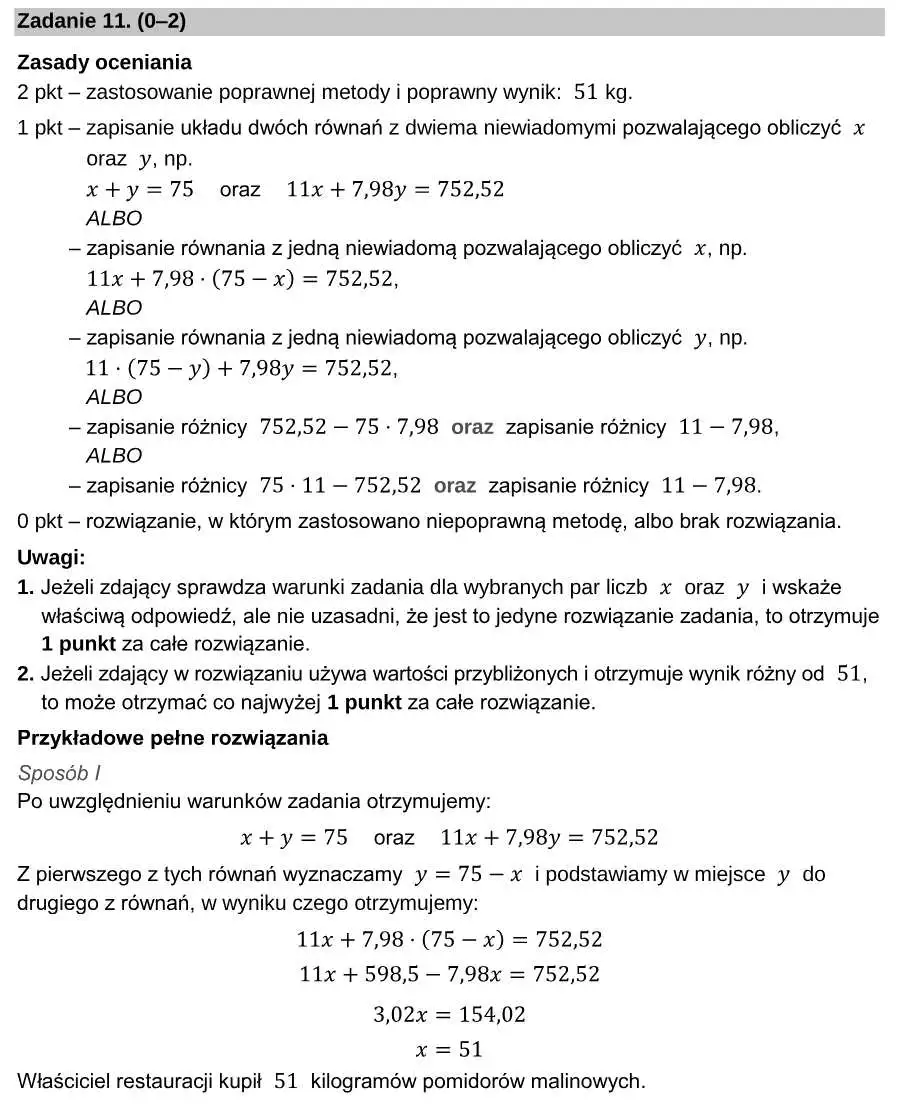 Zadanie 11. (0–2)
Zasady oceniania
2 pkt – zastosowanie poprawnej metody i poprawny wynik: 51 kg.
1 pkt – zapisanie układu dwóch równań z dwiema niewiadomymi pozwalającego obliczyć x
oraz y, np.
x + y = 75 oraz 11x + 7,98y = 752,52
ALBO
– zapisanie równania z jedną niewiadomą pozwalającego obliczyć x, np.
11x + 7,98 · (75 − x) = 752,52,
ALBO
– zapisanie równania z jedną niewiadomą pozwalającego obliczyć y, np.
11 · (75 − y) + 7,98y = 752,52,
ALBO
– zapisanie różnicy 752,52 − 75 · 7,98 oraz zapisanie różnicy 11 − 7,98,
ALBO
– zapisanie różnicy 75 · 11 − 752,52 oraz zapisanie różnicy 11 − 7,98.
0 pkt – rozwiązanie, w którym zastosowano niepoprawną metodę, albo brak rozwiązania.
Uwagi:
1. Jeżeli zdający sprawdza warunki zadania dla wybranych par liczb x oraz y i wskaże
właściwą odpowiedź, ale nie uzasadni, że jest to jedyne rozwiązanie zadania, to otrzymuje
1 punkt za całe rozwiązanie.
2. Jeżeli zdający w rozwiązaniu używa wartości przybliżonych i otrzymuje wynik różny od 51,
to może otrzymać co najwyżej 1 punkt za całe rozwiązanie.
Przykładowe pełne rozwiązania
Sposób I
Po uwzględnieniu warunków zadania otrzymujemy:
x + y = 75 oraz 11x + 7,98y = 752,52
Z pierwszego z tych równań wyznaczamy y = 75 − x i podstawiamy w miejsce y do
drugiego z równań, w wyniku czego otrzymujemy:
11x + 7,98 · (75 − x) = 752,52
11x + 598,5 − 7,98x = 752,52
3,02x = 154,02
x = 51
Właściciel restauracji kupił 51 kilogramów pomidorów malinowych.